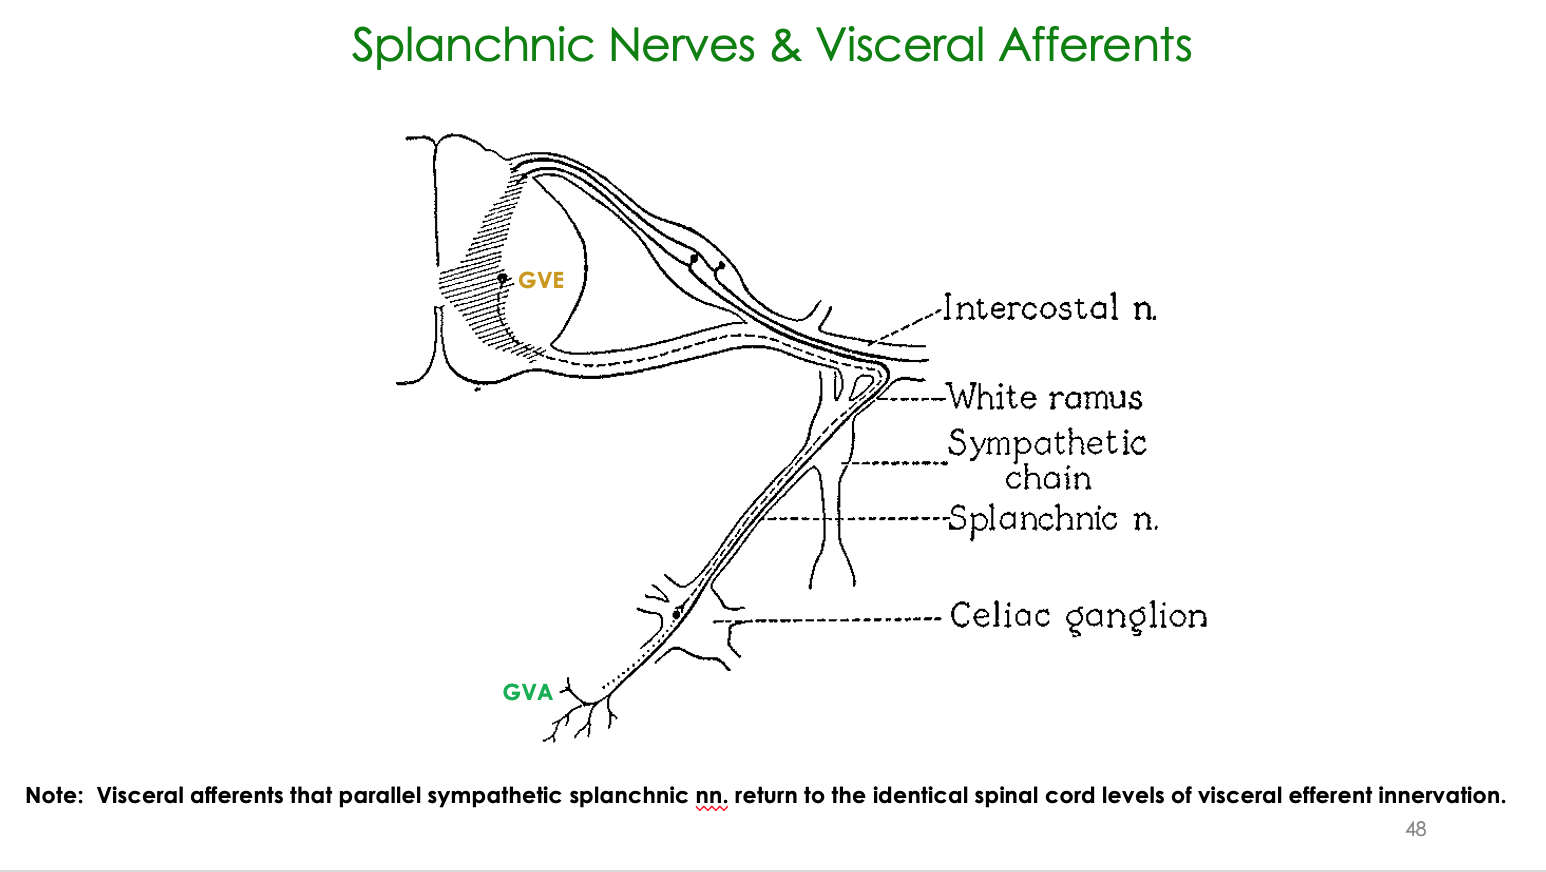 Splanchnic Nerves & Visceral Afferents
GVE
Intercostal n.
White ramus
Sympathetic
chain
Splanchnic n.
Celiac ganglion
GVA
Note:  Visceral afferents that parallel sympathetic splanchnic nn. return to the identical spinal cord levels of visceral efferent innervation.
48